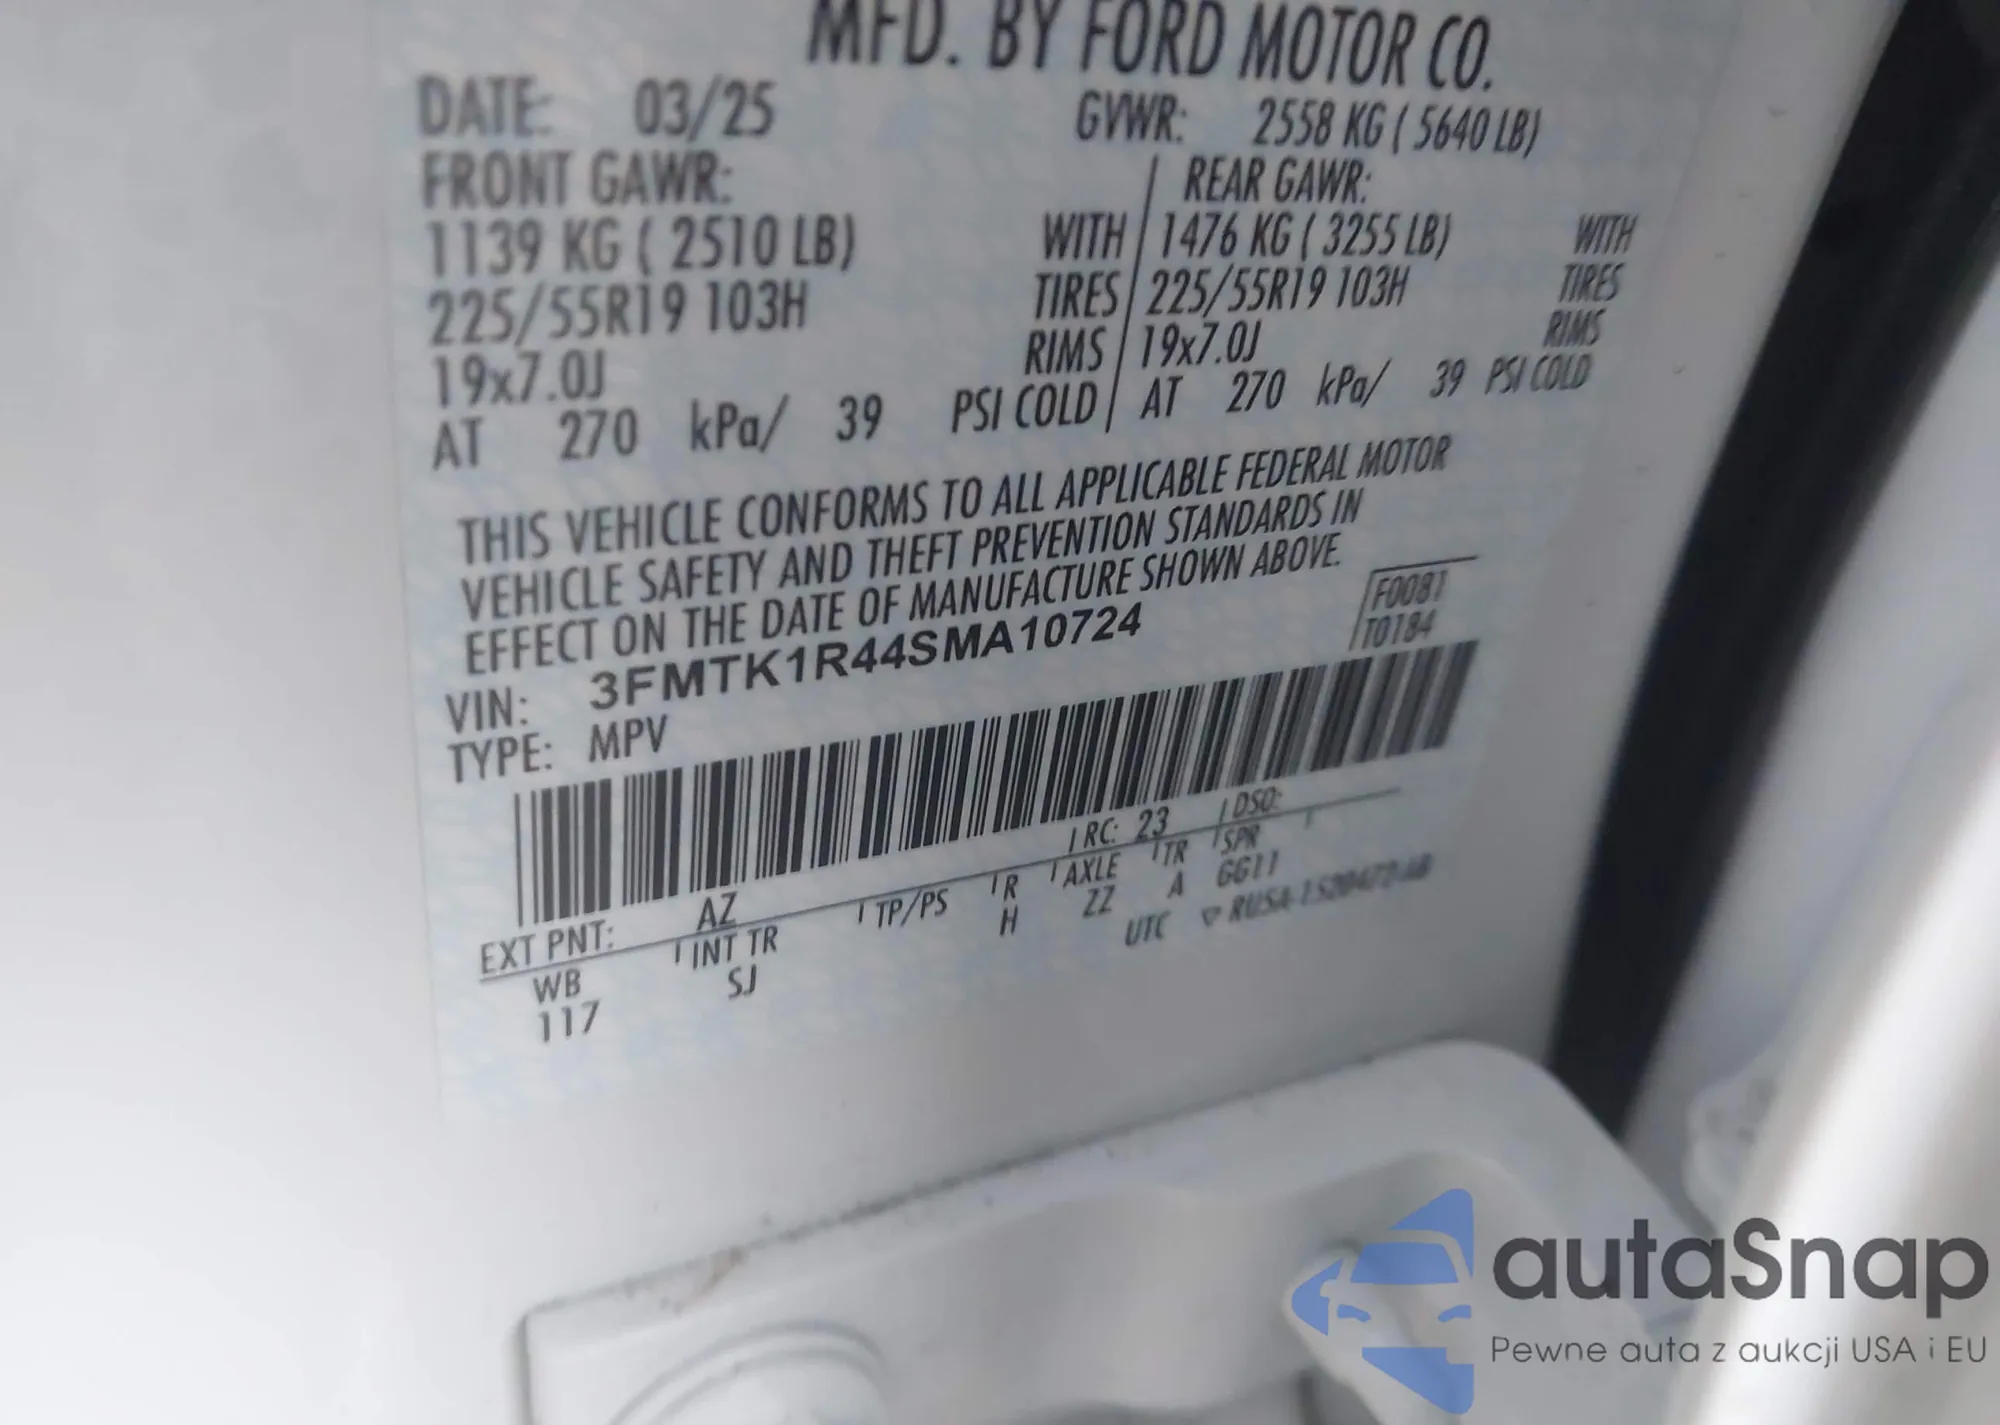 MFD. BY FORD MOTOR CO.
DATE: 03/25 GVWR: 2558 KG ( 5640 LB)
FRONT GAWR: REAR GAWR:
1139 KG ( 2510 LB) WITH 1476 KG ( 3255 LB) WITH
225/55R19 103H TIRES 225/55R19 103H TIRES
19x7.0J RIMS 19x7.0J RIMS
AT 270 kPa/ 39 PSI COLD AT 270 kPa/ 39 PSI COLD
THIS VEHICLE CONFORMS TO ALL APPLICABLE FEDERAL MOTOR
VEHICLE SAFETY AND THEFT PREVENTION STANDARDS IN
EFFECT ON THE DATE OF MANUFACTURE SHOWN ABOVE.
F0081
T0184
VIN: 3FMTK1R44SMA10724
TYPE: MPV
EXT PNT: AZ RC: 23 DSO:
WB INT TR TP/PS R AXLE TR SPR
117 SJ H ZZ A GG11
UTC
autaSnap
Pewne auta z aukcji USA i EU